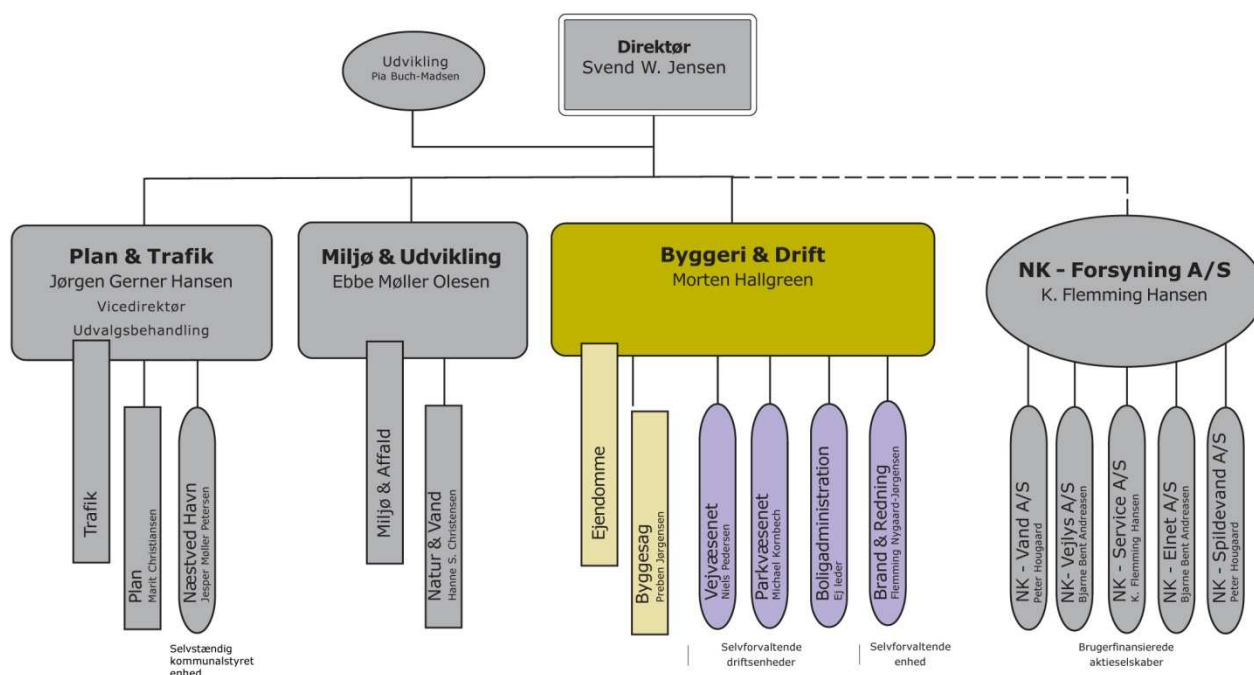 Udvikling
Pia Buch-Madsen
Direktør
Svend W. Jensen
Plan & Trafik
Jørgen Gerner Hansen
Vicedirektør
Udvalgsbehandling
Miljø & Udvikling
Ebbe Møller Olesen
Byggeri & Drift
Morten Hallgreen
NK - Forsyning A/S
K. Flemming Hansen
Trafik
Plan
Marit Christiansen
Næstved Havn
Jesper Møller Petersen
Selvstændig
kommunalstyret
enhed
Miljø & Affald
Natur & Vand
Hanne S. Christensen
Ejendomme
Byggesag
Preben Jørgensen
Vejvæsenet
Niels Pedersen
Parkvæsenet
Michael Kornbech
Boligadministration
Ej leder
Brand & Redning
Flemming Nygaard-Jørgensen
Selvforvaltende
driftsenheder
Selvforvaltende
enhed
NK - Vand A/S
Peter Hougaard
NK- Vejlys A/S
Bjarne Bent Andreasen
NK - Service A/S
K. Flemming Hansen
NK - Elnet A/S
Bjarne Bent Andreasen
NK - Spildevand A/S
Peter Hougaard
Brugerfinansierede
aktieselskaber